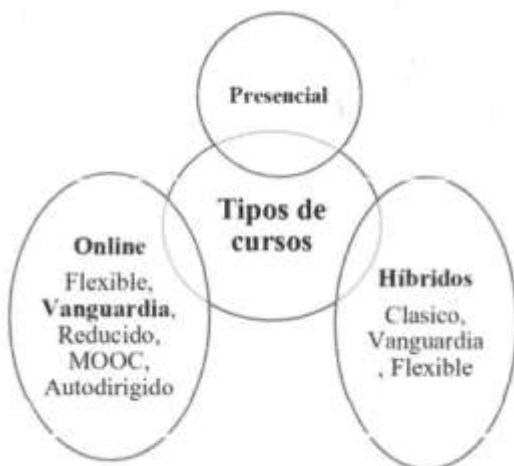 Presencial
Tipos de
cursos
Online
Flexible,
Vanguardia,
Reducido,
MOOC,
Autodirigido
Híbridos
Clasico,
Vanguardia
, Flexible